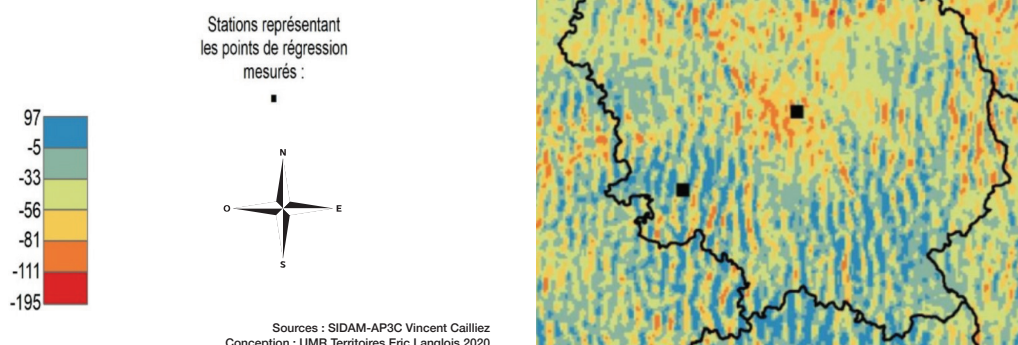 Stations représentant
les points de régression
mesurés :
97
-5
-33
-56
-81
-111
-195
N
O
E
S
Sources : SIDAM-AP3C Vincent Cailliez
Conception : UMR Territoires Eric Langlois 2020